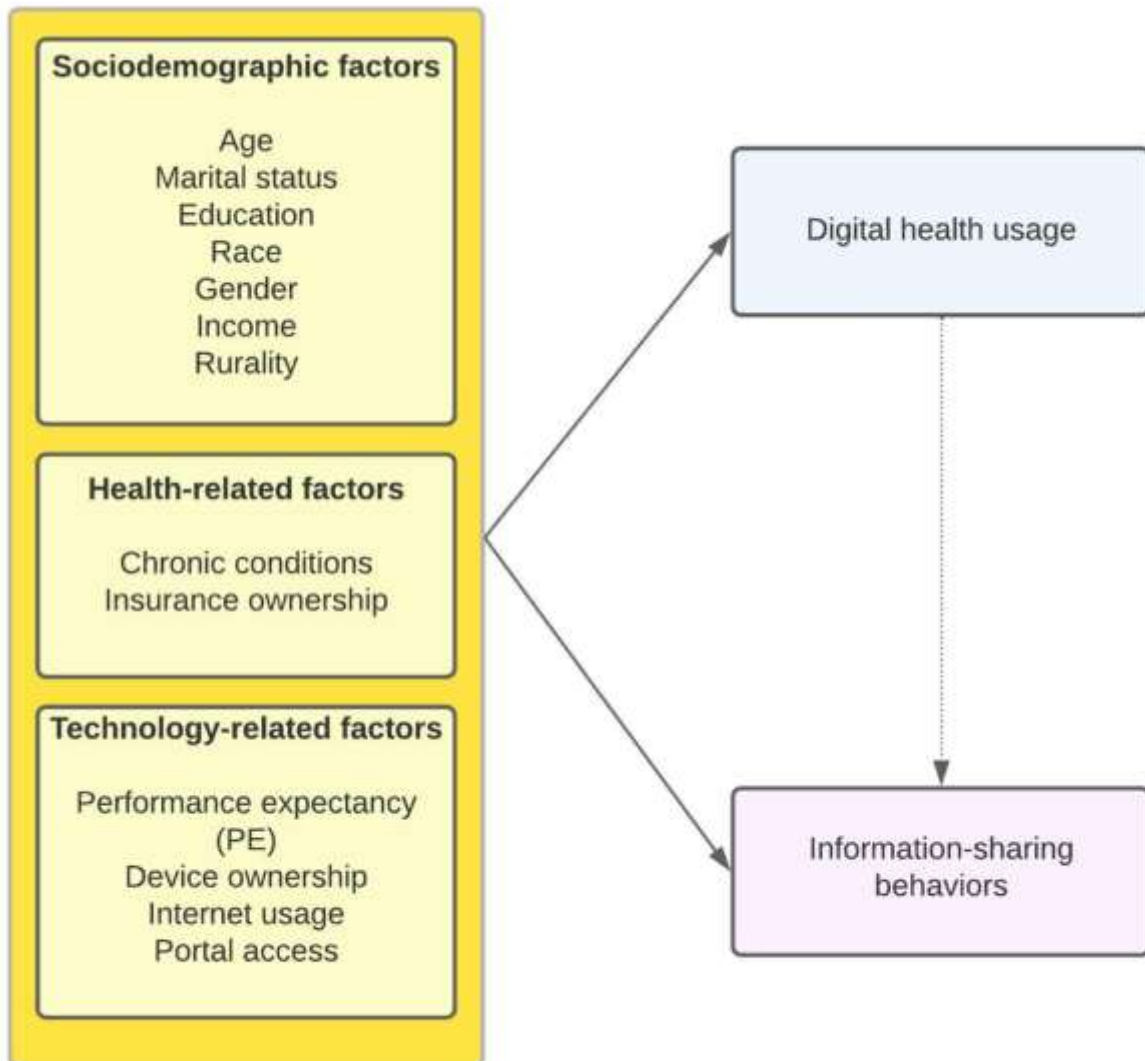 Sociodemographic factors
Age
Marital status
Education
Race
Gender
Income
Rurality
Health-related factors
Chronic conditions
Insurance ownership
Technology-related factors
Performance expectancy
(PE)
Device ownership
Internet usage
Portal access
Digital health usage
Information-sharing
behaviors